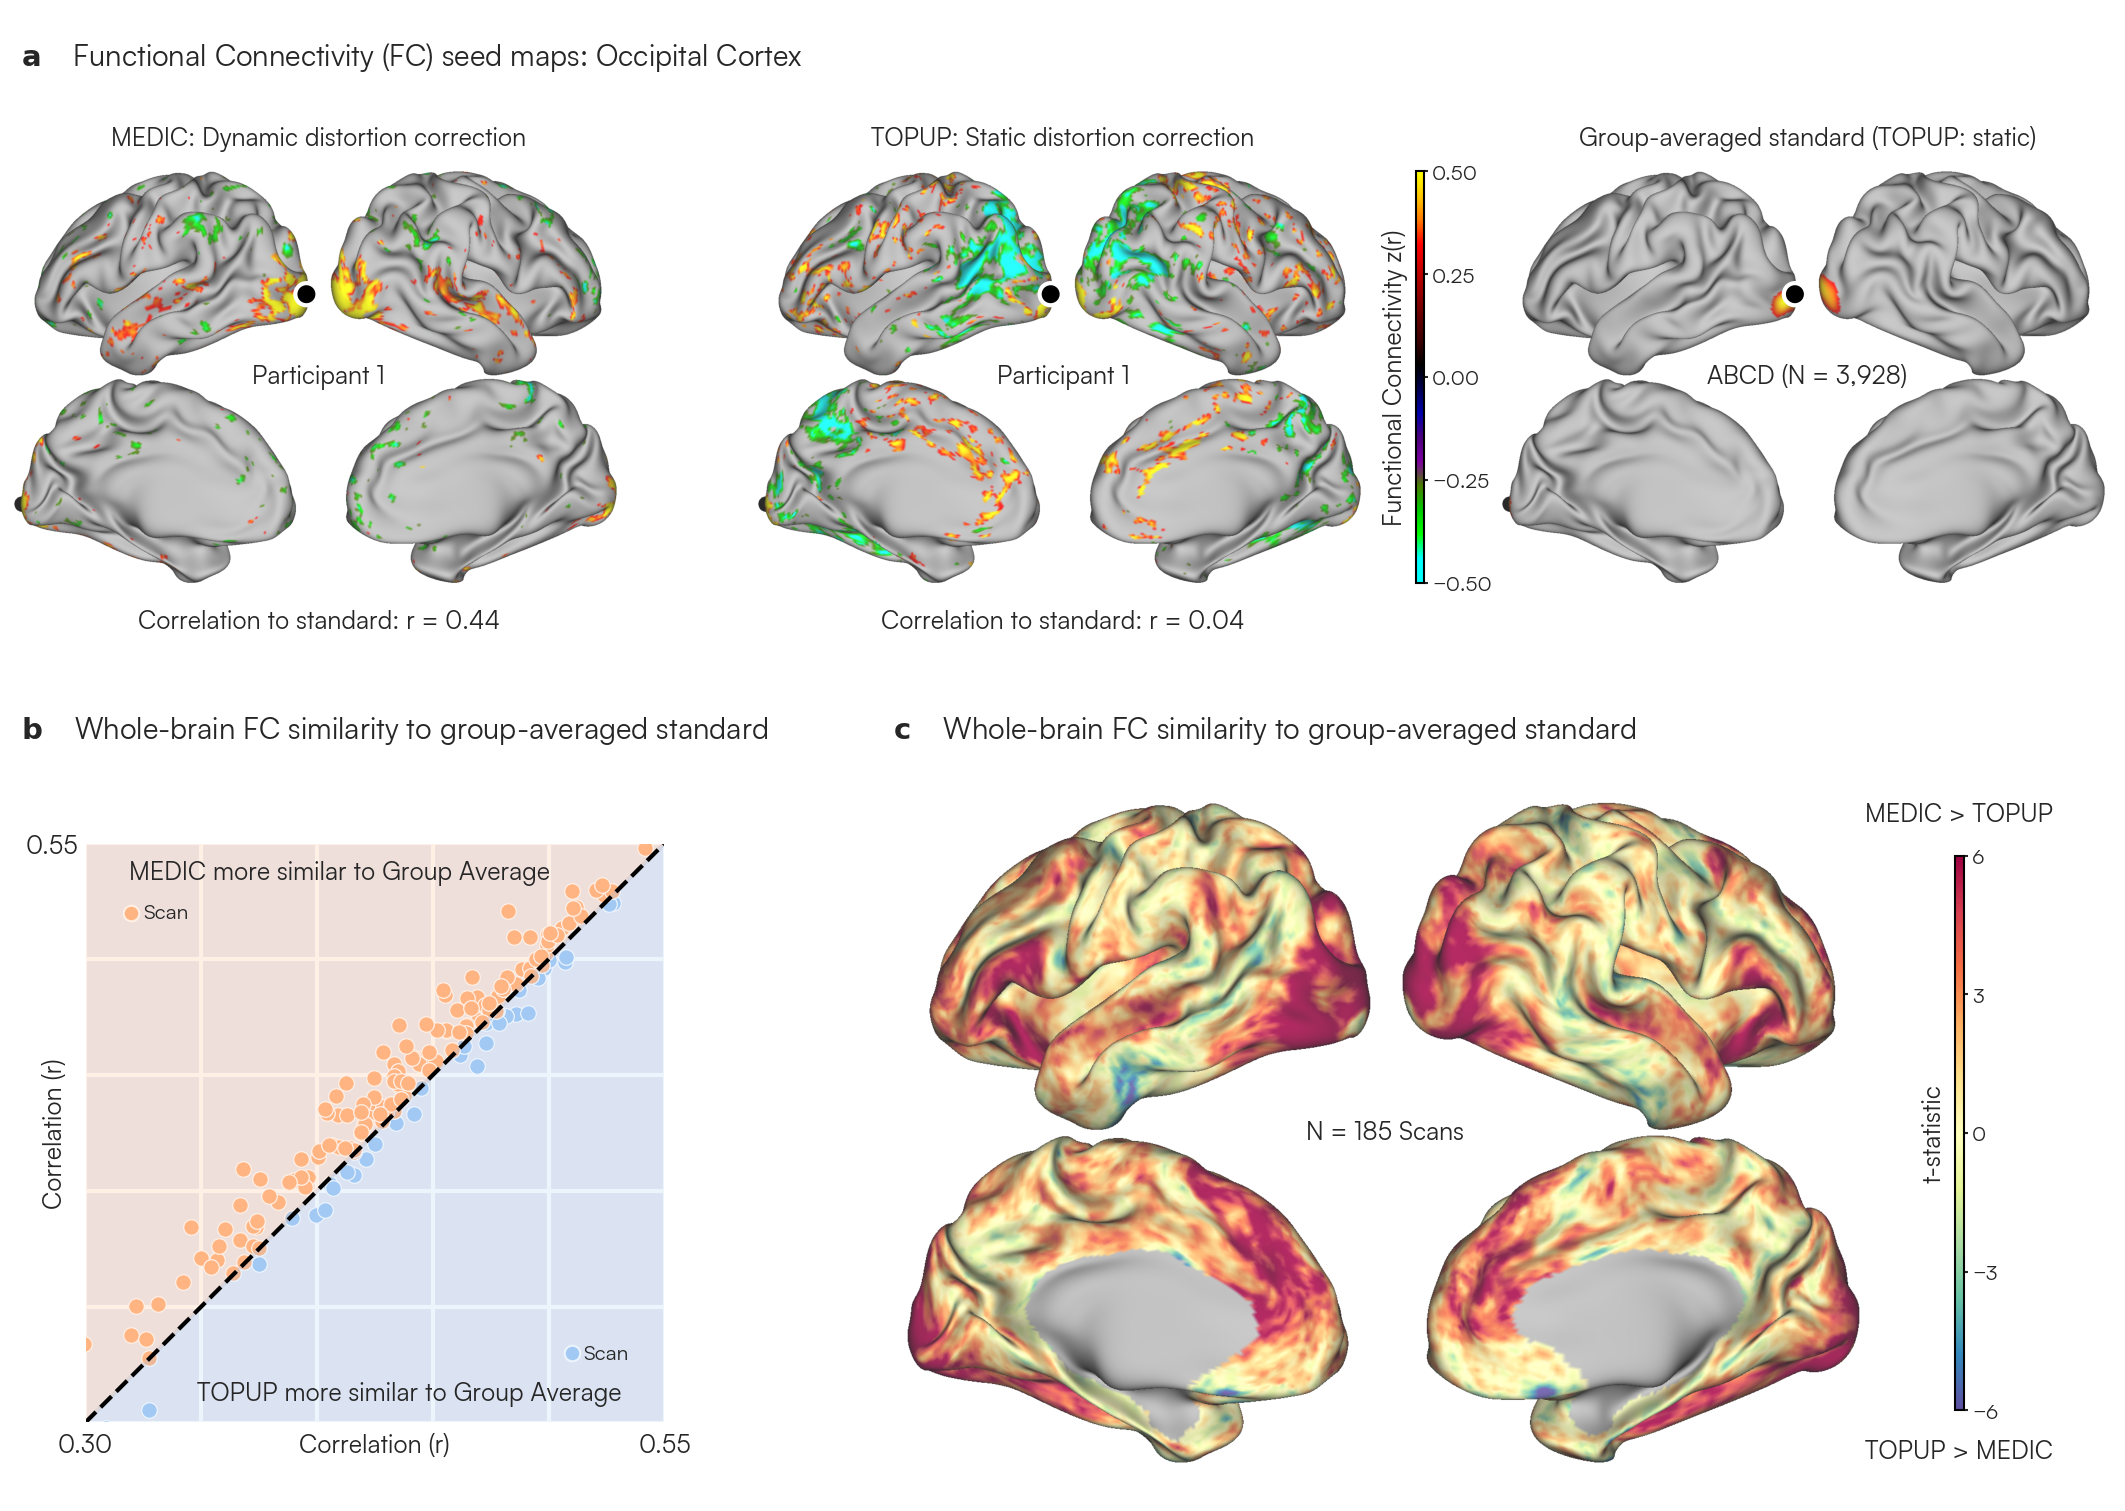 a Functional Connectivity (FC) seed maps: Occipital Cortex
MEDIC: Dynamic distortion correction
TOPUP: Static distortion correction
Group-averaged standard (TOPUP: static)
Participant 1
Participant 1
ABCD (N = 3,928)
Functional Connectivity z(r)
0.50
0.25
0.00
−0.25
−0.50
Correlation to standard: r = 0.44
Correlation to standard: r = 0.04
b Whole-brain FC similarity to group-averaged standard
0.55
MEDIC more similar to Group Average
Scan
Correlation (r)
Scan
TOPUP more similar to Group Average
0.30
Correlation (r)
0.55
c Whole-brain FC similarity to group-averaged standard
N = 185 Scans
MEDIC > TOPUP
t-statistic
6
3
0
−3
−6
TOPUP > MEDIC